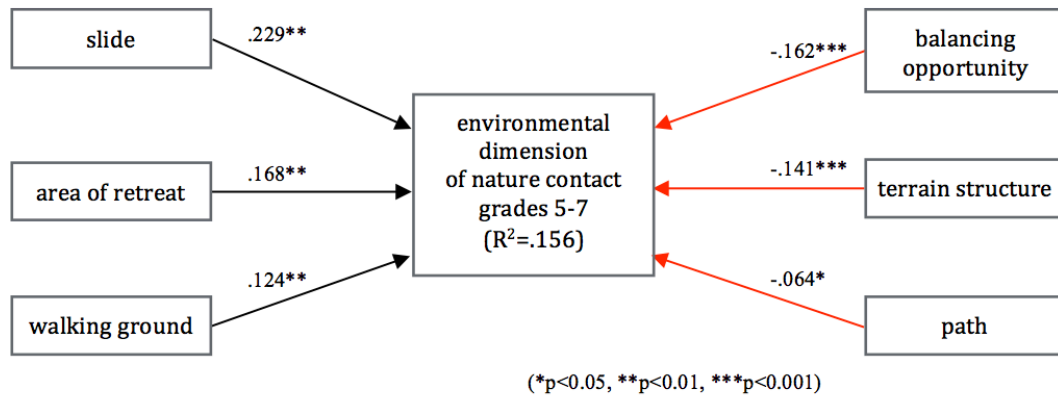 slide
.229**
-.162***
balancing
opportunity
environmental
dimension
of nature contact
grades 5-7
(R²=.156)
area of retreat
.168**
-.141***
terrain structure
walking ground
.124**
-.064*
path
(*p<0.05, **p<0.01, ***p<0.001)